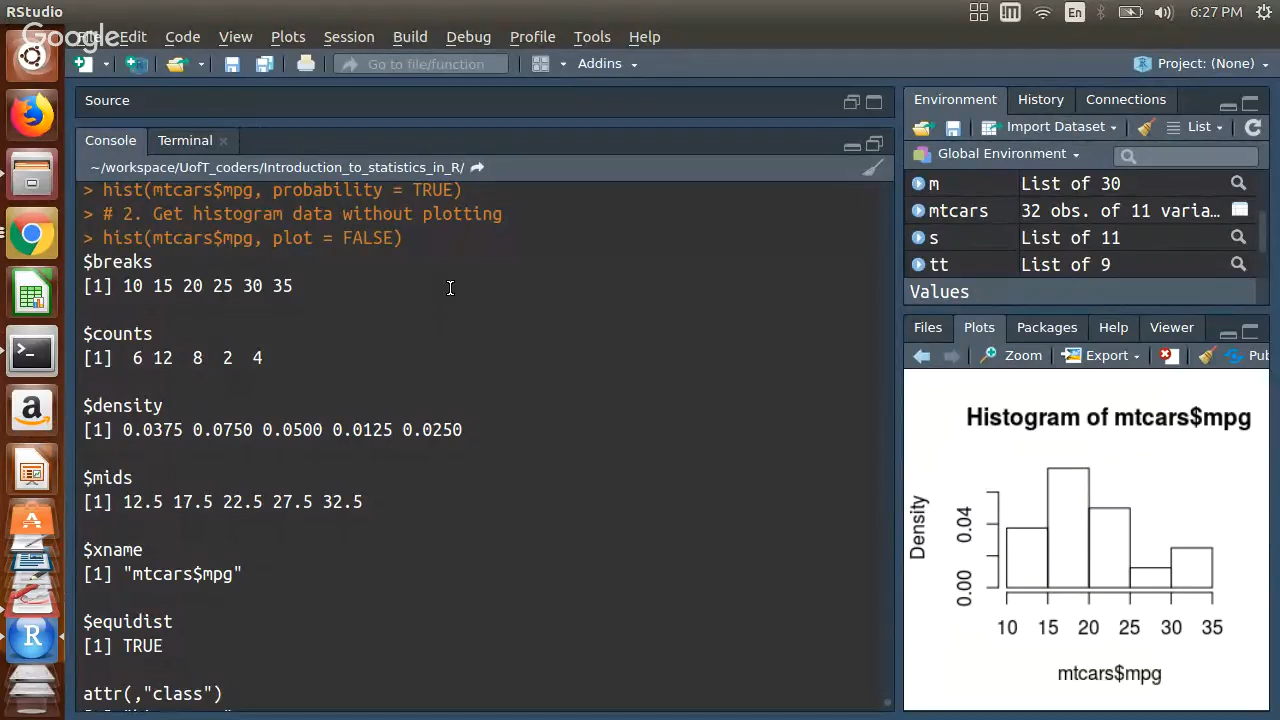 RStudio
En
6:27 PM
Google
Edit Code View Plots Session Build Debug Profile Tools Help
Go to file/function
Addins
Project: (None)
Source
Console Terminal
~/workspace/UofT_coders/Introduction_to_statistics_in_R/
> hist(mtcars$mpg, probability = TRUE)
> # 2. Get histogram data without plotting
> hist(mtcars$mpg, plot = FALSE)
$breaks
[1] 10 15 20 25 30 35
$counts
[1]  6 12  8  2  4
$density
[1] 0.0375 0.0750 0.0500 0.0125 0.0250
$mids
[1] 12.5 17.5 22.5 27.5 32.5
$xname
[1] "mtcars$mpg"
$equidist
[1] TRUE
attr(,"class")
Environment History Connections
Import Dataset List
Global Environment
m List of 30
mtcars 32 obs. of 11 varia…
s List of 11
tt List of 9
Values
Files Plots Packages Help Viewer
Zoom Export Pub
Histogram of mtcars$mpg
Density
0.04
0.00
10 15 20 25 30 35
mtcars$mpg